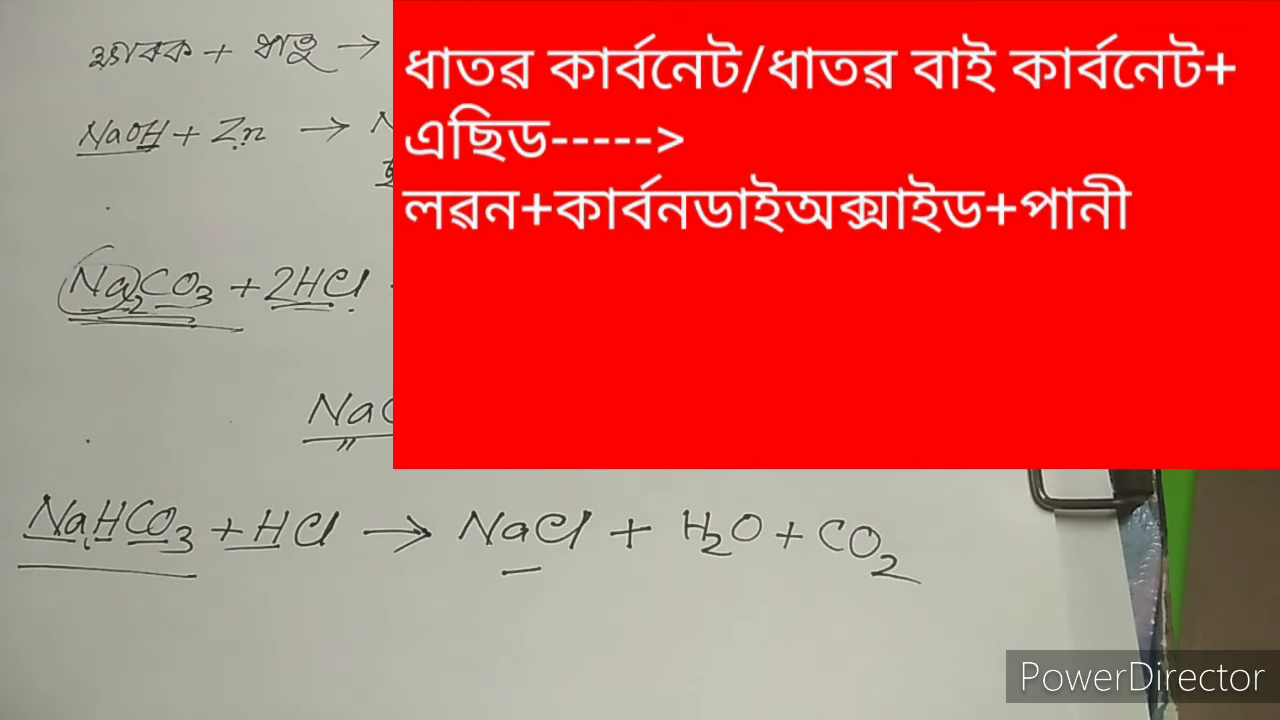 ক্ষাৰক + ধাতু →
NaOH + Zn → N
Na₂CO₃ + 2HCl
NaC
NaHCO₃ + HCl → NaCl + H₂O + CO₂
ধাতৱ কাৰ্বনেট/ধাতৱ বাই কাৰ্বনেট+
এছিড----->
লৱন+কাৰ্বনডাইঅক্সাইড+পানী
PowerDirector